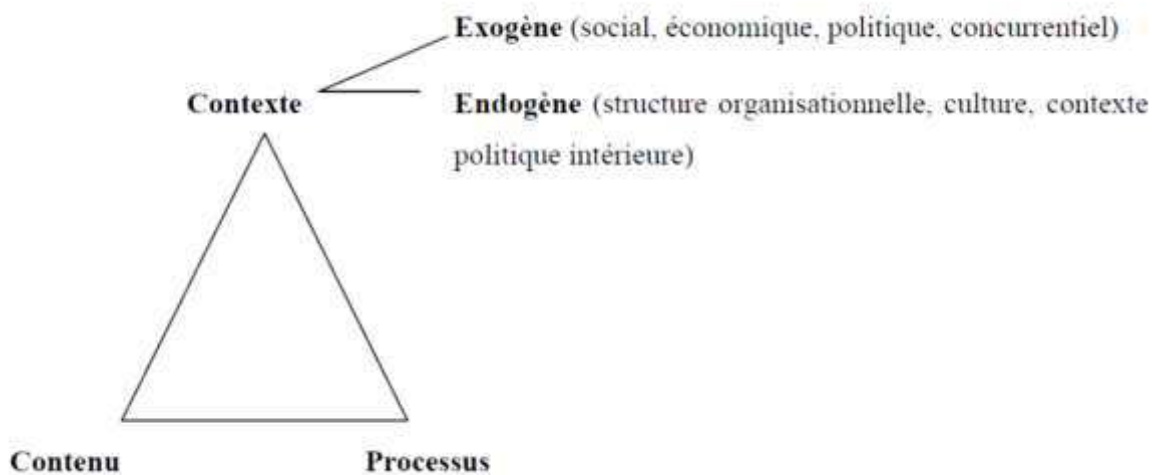 Exogène (social, économique, politique, concurrentiel)
Contexte
Endogène (structure organisationnelle, culture, contexte
politique intérieure)
Contenu
Processus